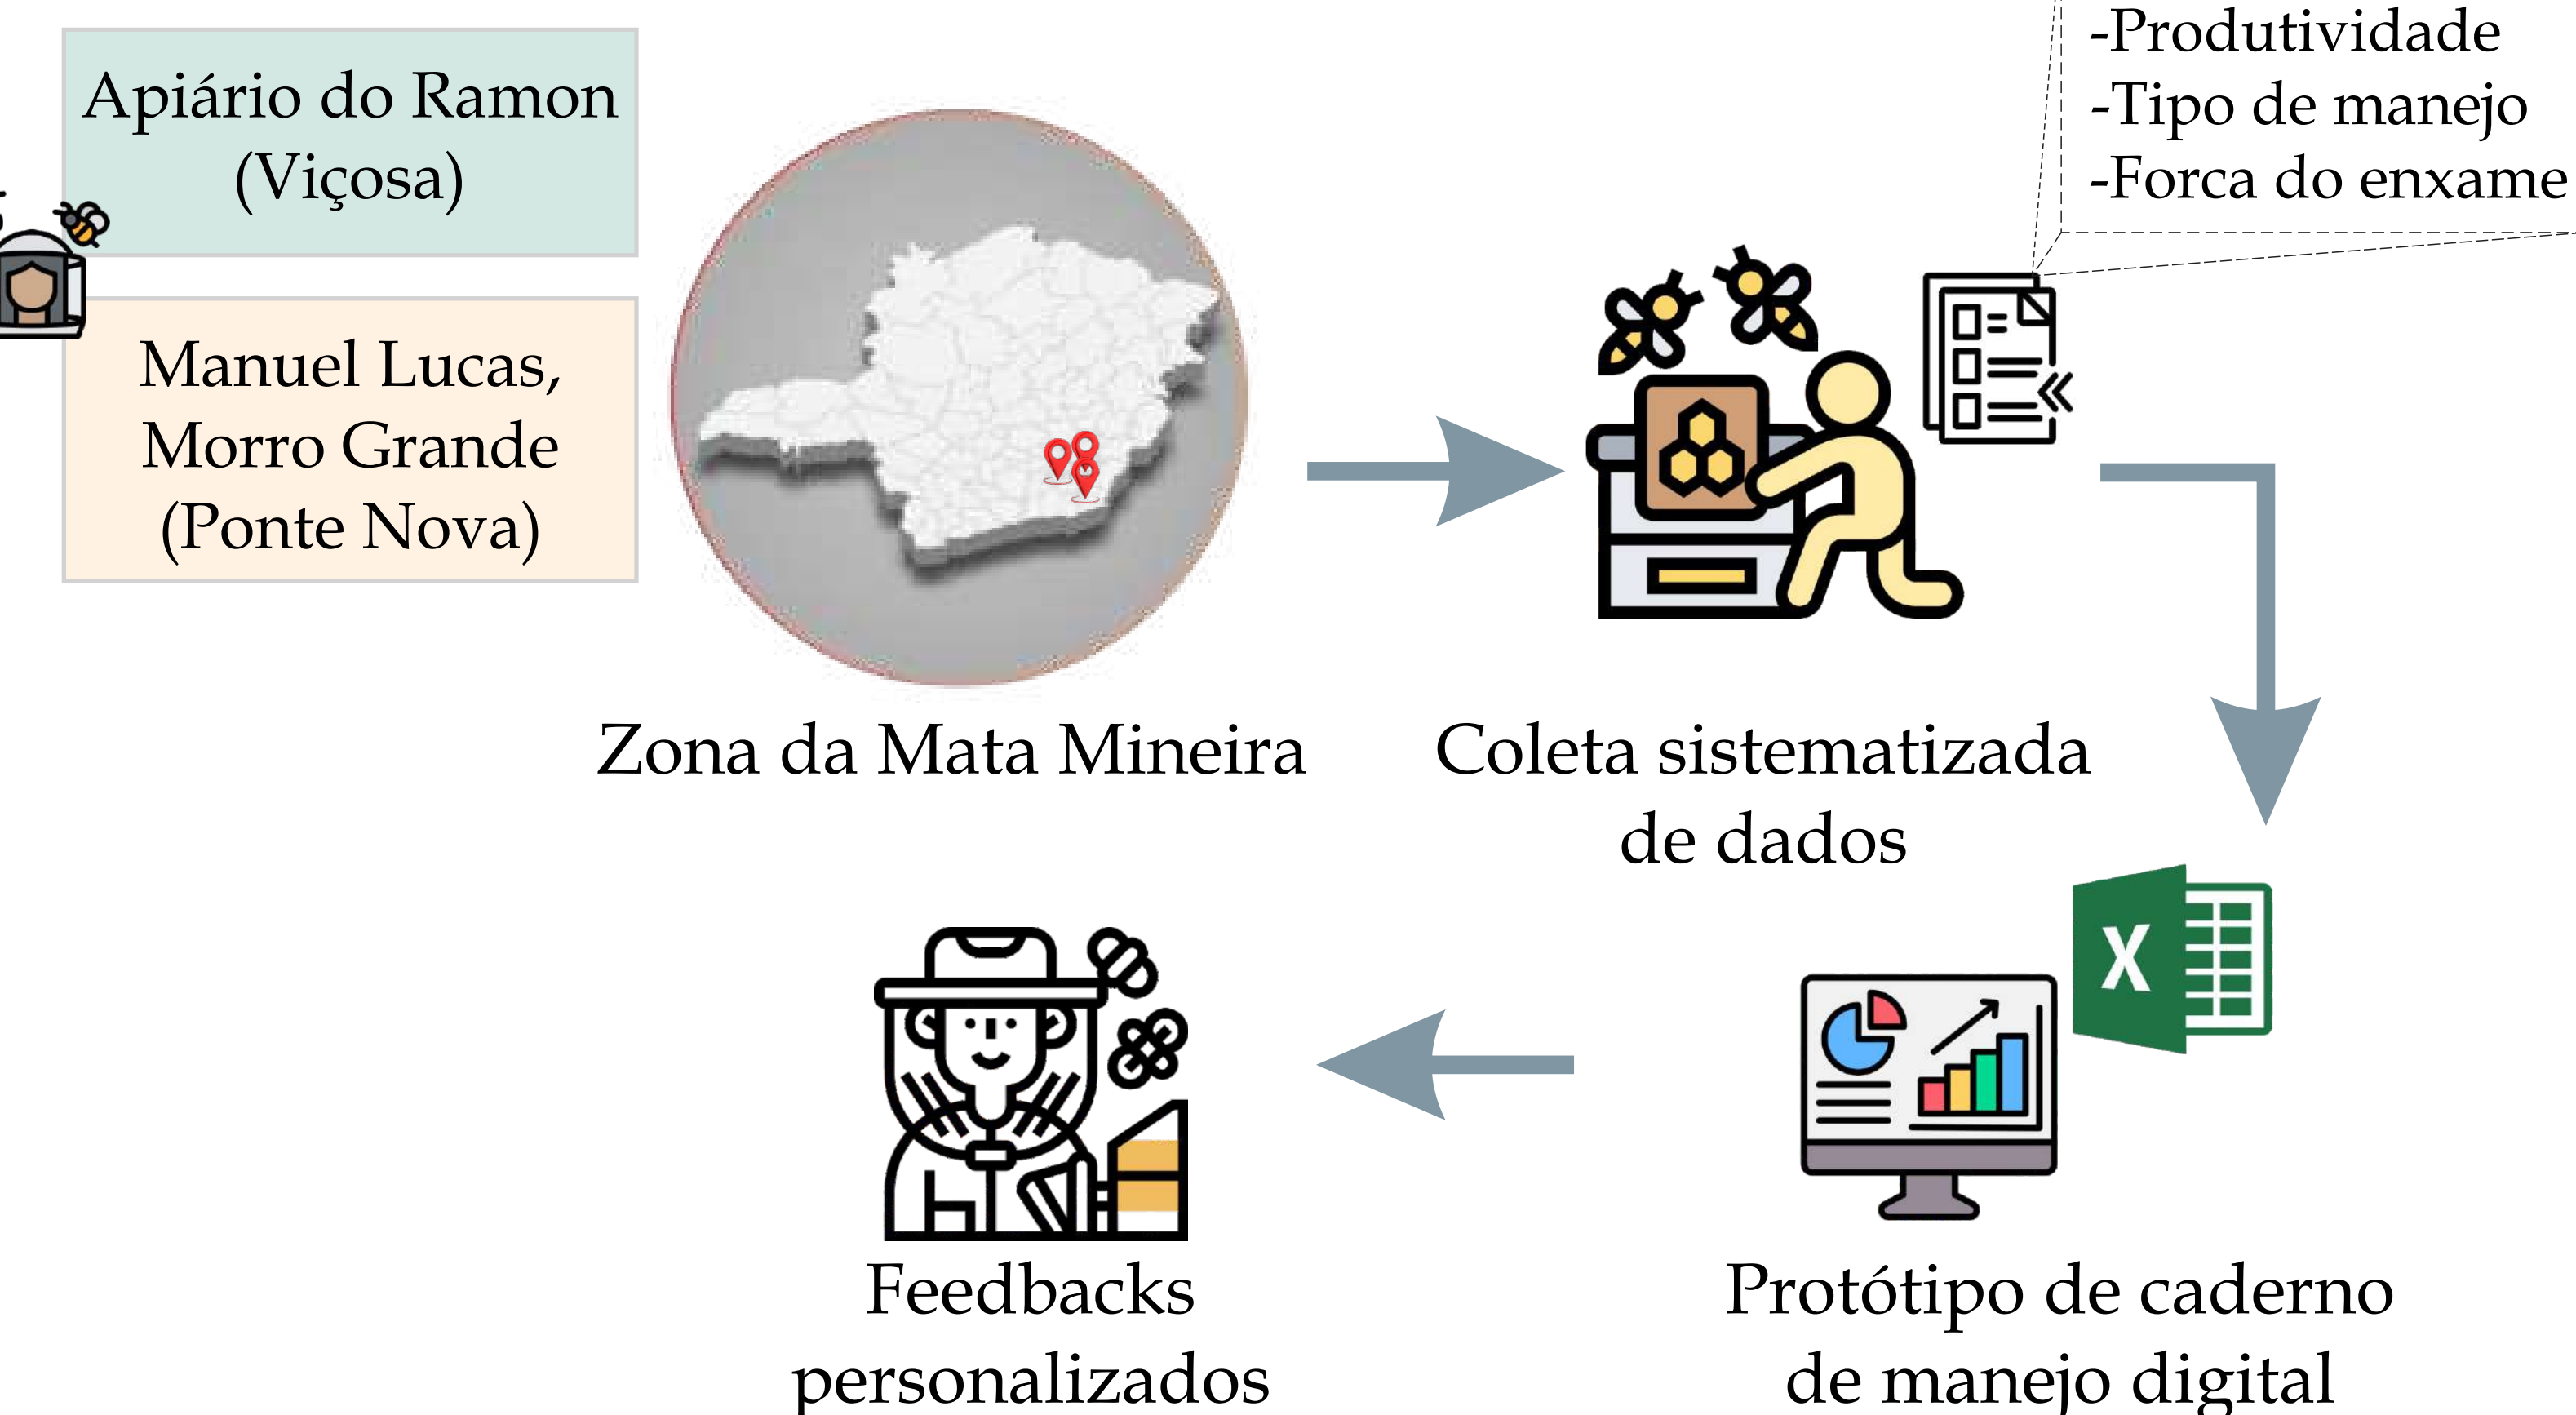 -Produtividade
-Tipo de manejo
-Forca do enxame
Apiário do Ramon
(Viçosa)
Manuel Lucas,
Morro Grande
(Ponte Nova)
Zona da Mata Mineira
Coleta sistematizada
de dados
X
Feedbacks
personalizados
Protótipo de caderno
de manejo digital